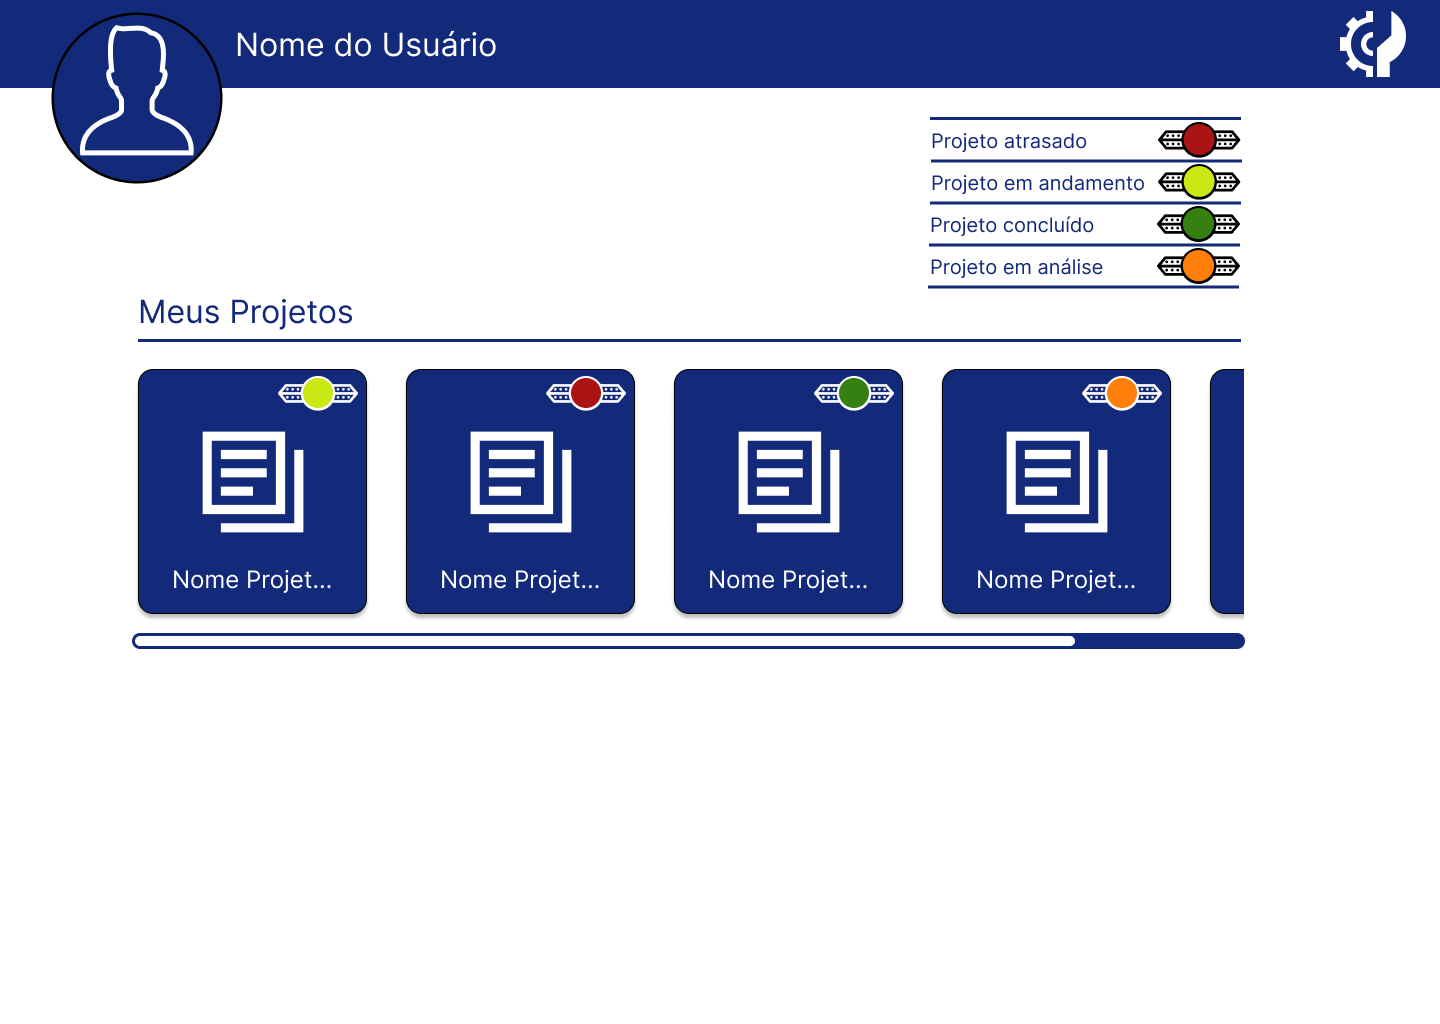 Nome do Usuário
Projeto atrasado
Projeto em andamento
Projeto concluído
Projeto em análise
Meus Projetos
Nome Projet...
Nome Projet...
Nome Projet...
Nome Projet...